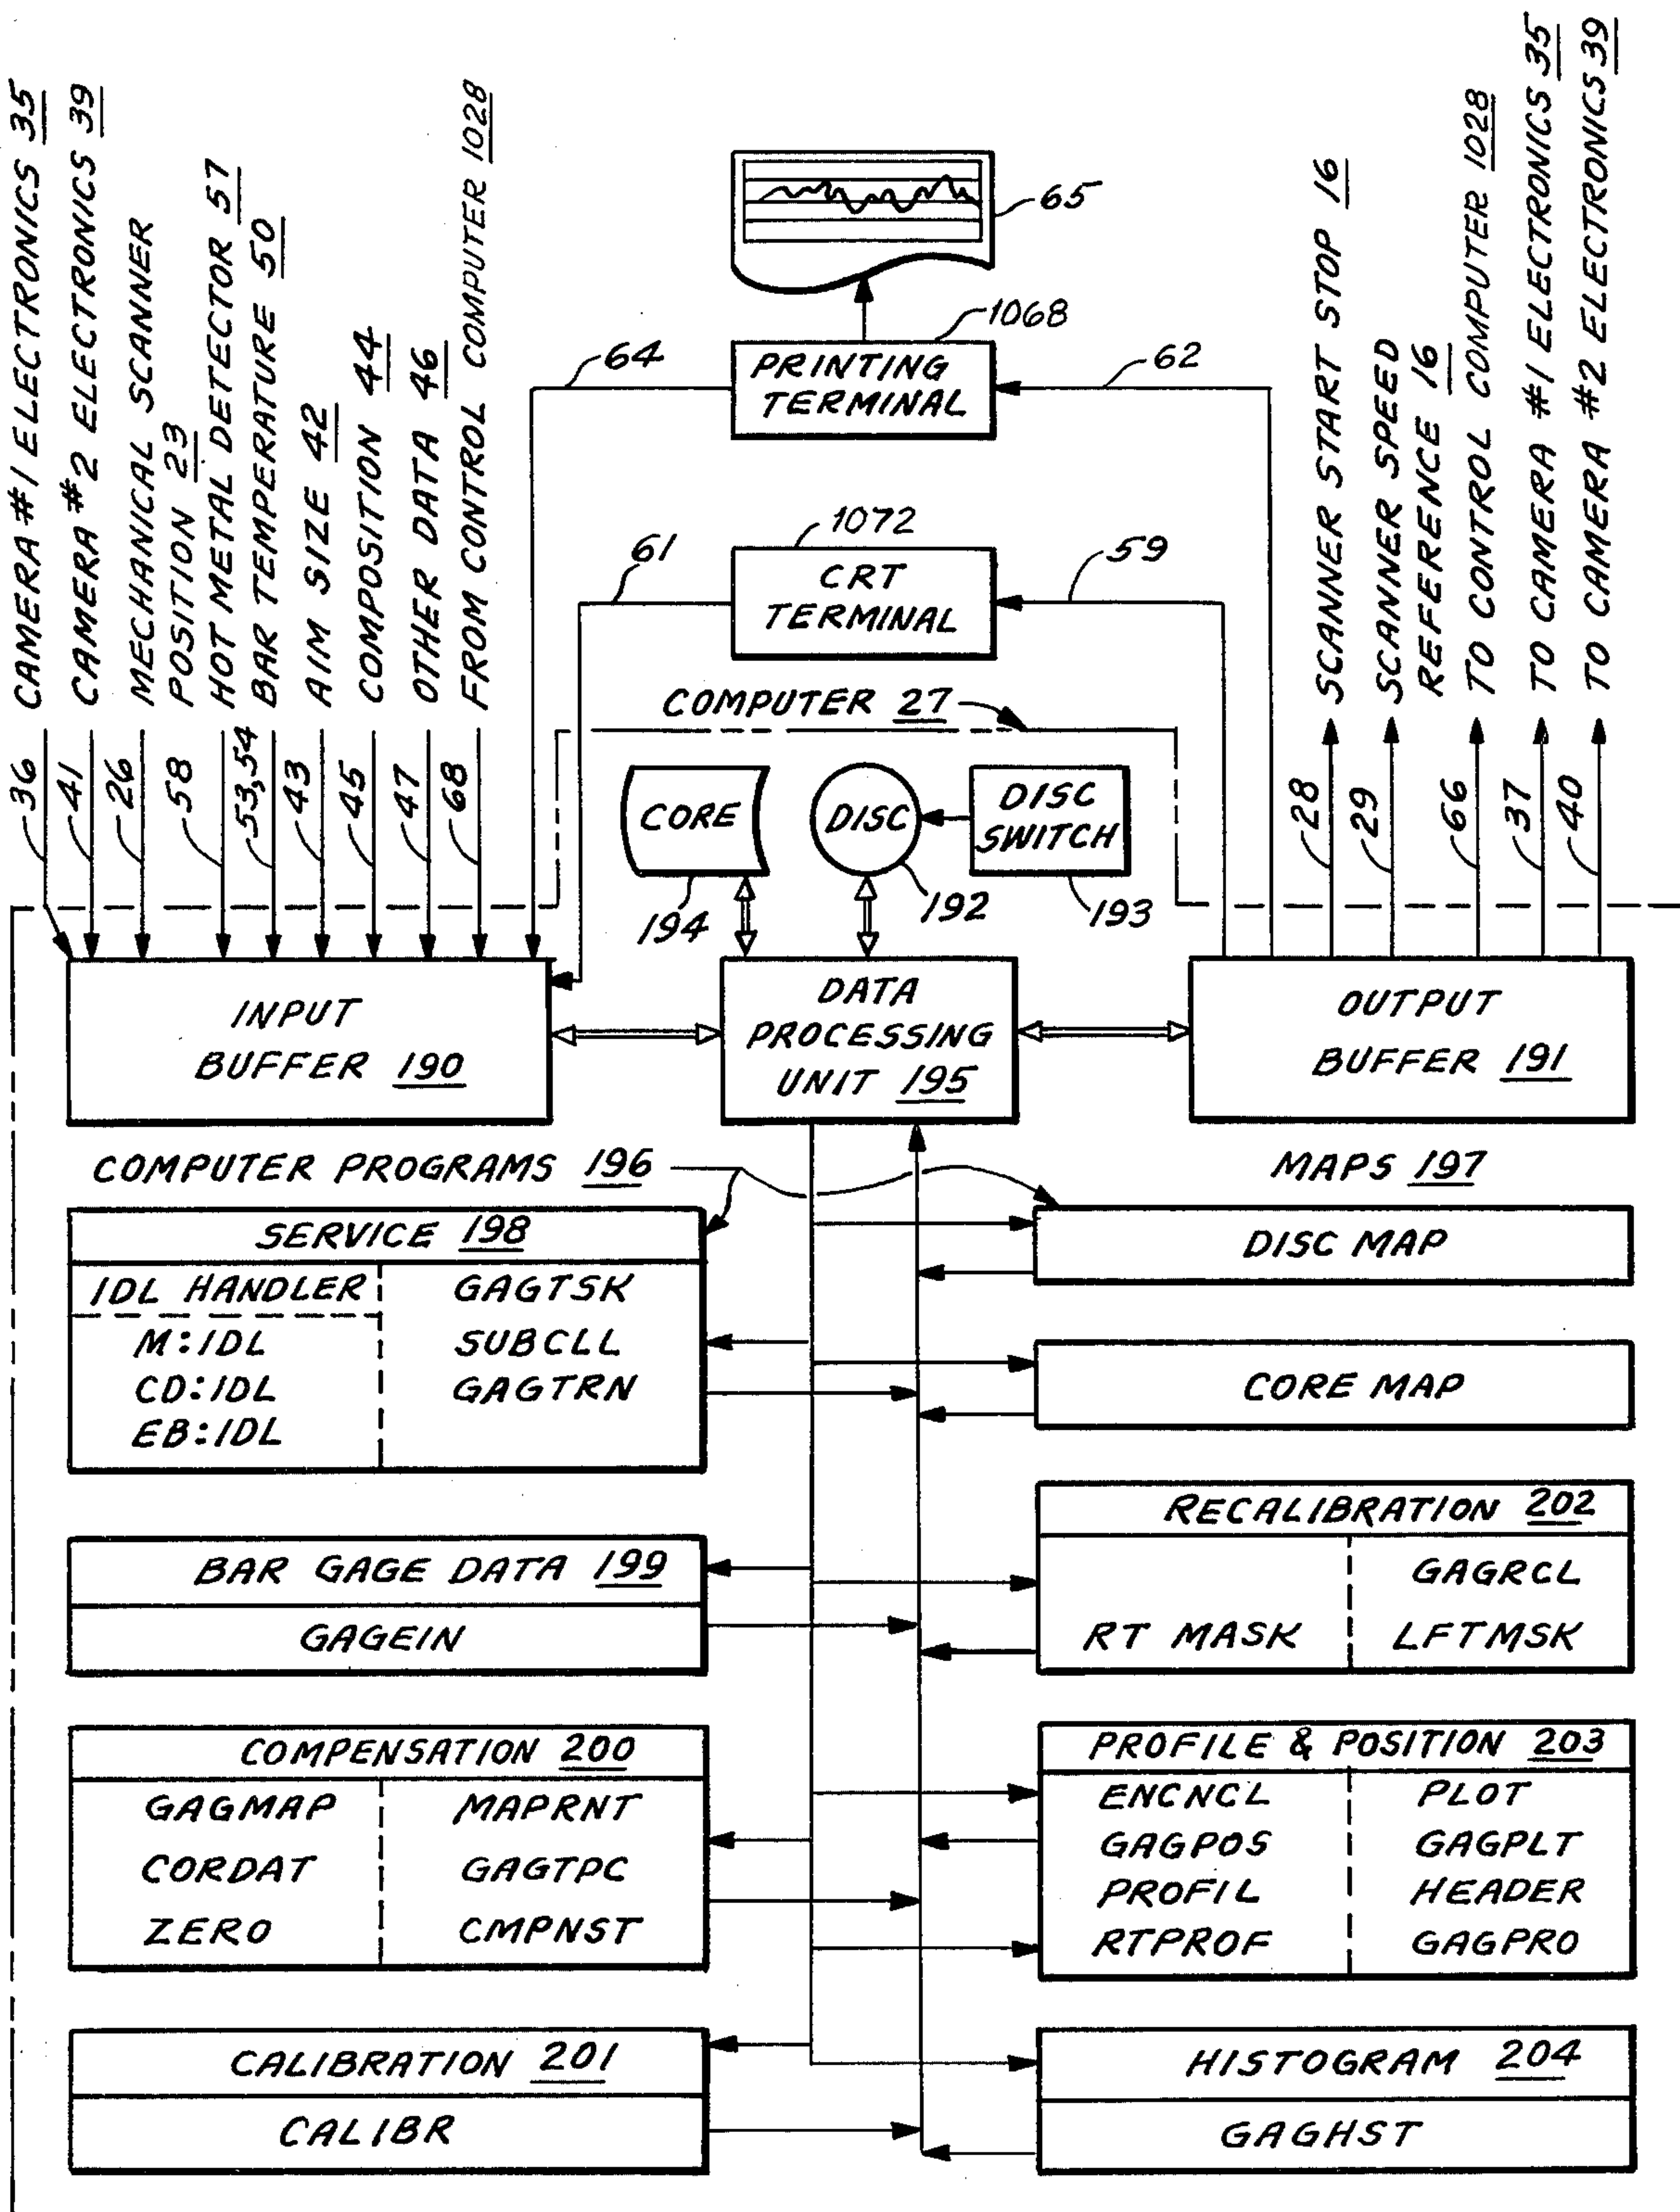 CAMERA #1 ELECTRONICS 35
CAMERA #2 ELECTRONICS 39
MECHANICAL SCANNER
POSITION 23
HOT METAL DETECTOR 57
BAR TEMPERATURE 50
AIM SIZE 42
COMPOSITION 44
OTHER DATA 46
FROM CONTROL COMPUTER 1028
SCANNER START STOP 16
SCANNER SPEED
REFERENCE 16
TO CONTROL COMPUTER 1028
TO CAMERA #1 ELECTRONICS 35
TO CAMERA #2 ELECTRONICS 39
65
1068
64
PRINTING
TERMINAL
62
1072
61
CRT
TERMINAL
59
COMPUTER 27
36
41
26
58
53,54
43
45
47
68
CORE
194
DISC
192
DISC
SWITCH
193
28
29
66
37
40
INPUT
BUFFER 190
DATA
PROCESSING
UNIT 195
OUTPUT
BUFFER 191
COMPUTER PROGRAMS 196
MAPS 197
SERVICE 198
IDL HANDLER
M:IDL
CD:IDL
EB:IDL
GAGTSK
SUBCLL
GAGTRN
DISC MAP
CORE MAP
BAR GAGE DATA 199
GAGEIN
RECALIBRATION 202
RT MASK
GAGRCL
LFTMSK
COMPENSATION 200
GAGMAP
CORDAT
ZERO
MAPRNT
GAGTPC
CMPNST
PROFILE & POSITION 203
ENCNCL
GAGPOS
PROFIL
RTPROF
PLOT
GAGPLT
HEADER
GAGPRO
CALIBRATION 201
CALIBR
HISTOGRAM 204
GAGHST